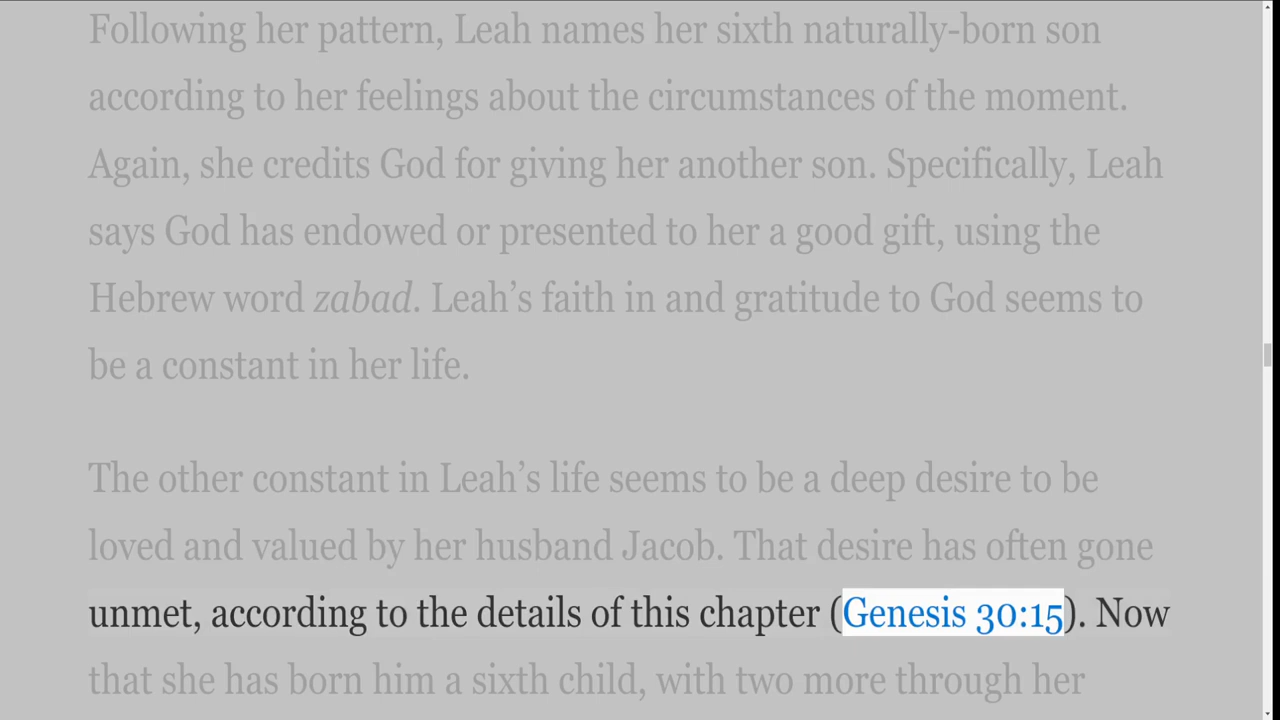 Following her pattern, Leah names her sixth naturally-born son
according to her feelings about the circumstances of the moment.
Again, she credits God for giving her another son. Specifically, Leah
says God has endowed or presented to her a good gift, using the
Hebrew word zabad. Leah’s faith in and gratitude to God seems to
be a constant in her life.
The other constant in Leah’s life seems to be a deep desire to be
loved and valued by her husband Jacob. That desire has often gone
unmet, according to the details of this chapter (Genesis 30:15). Now
that she has born him a sixth child, with two more through her